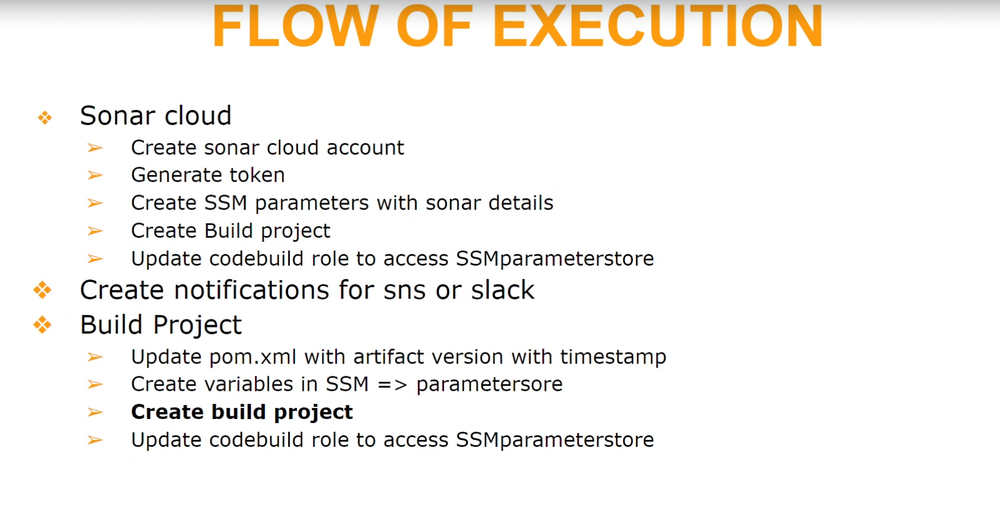 FLOW OF EXECUTION
Sonar cloud
Create sonar cloud account
Generate token
Create SSM parameters with sonar details
Create Build project
Update codebuild role to access SSMparameterstore
Create notifications for sns or slack
Build Project
Update pom.xml with artifact version with timestamp
Create variables in SSM => parametersore
Create build project
Update codebuild role to access SSMparameterstore